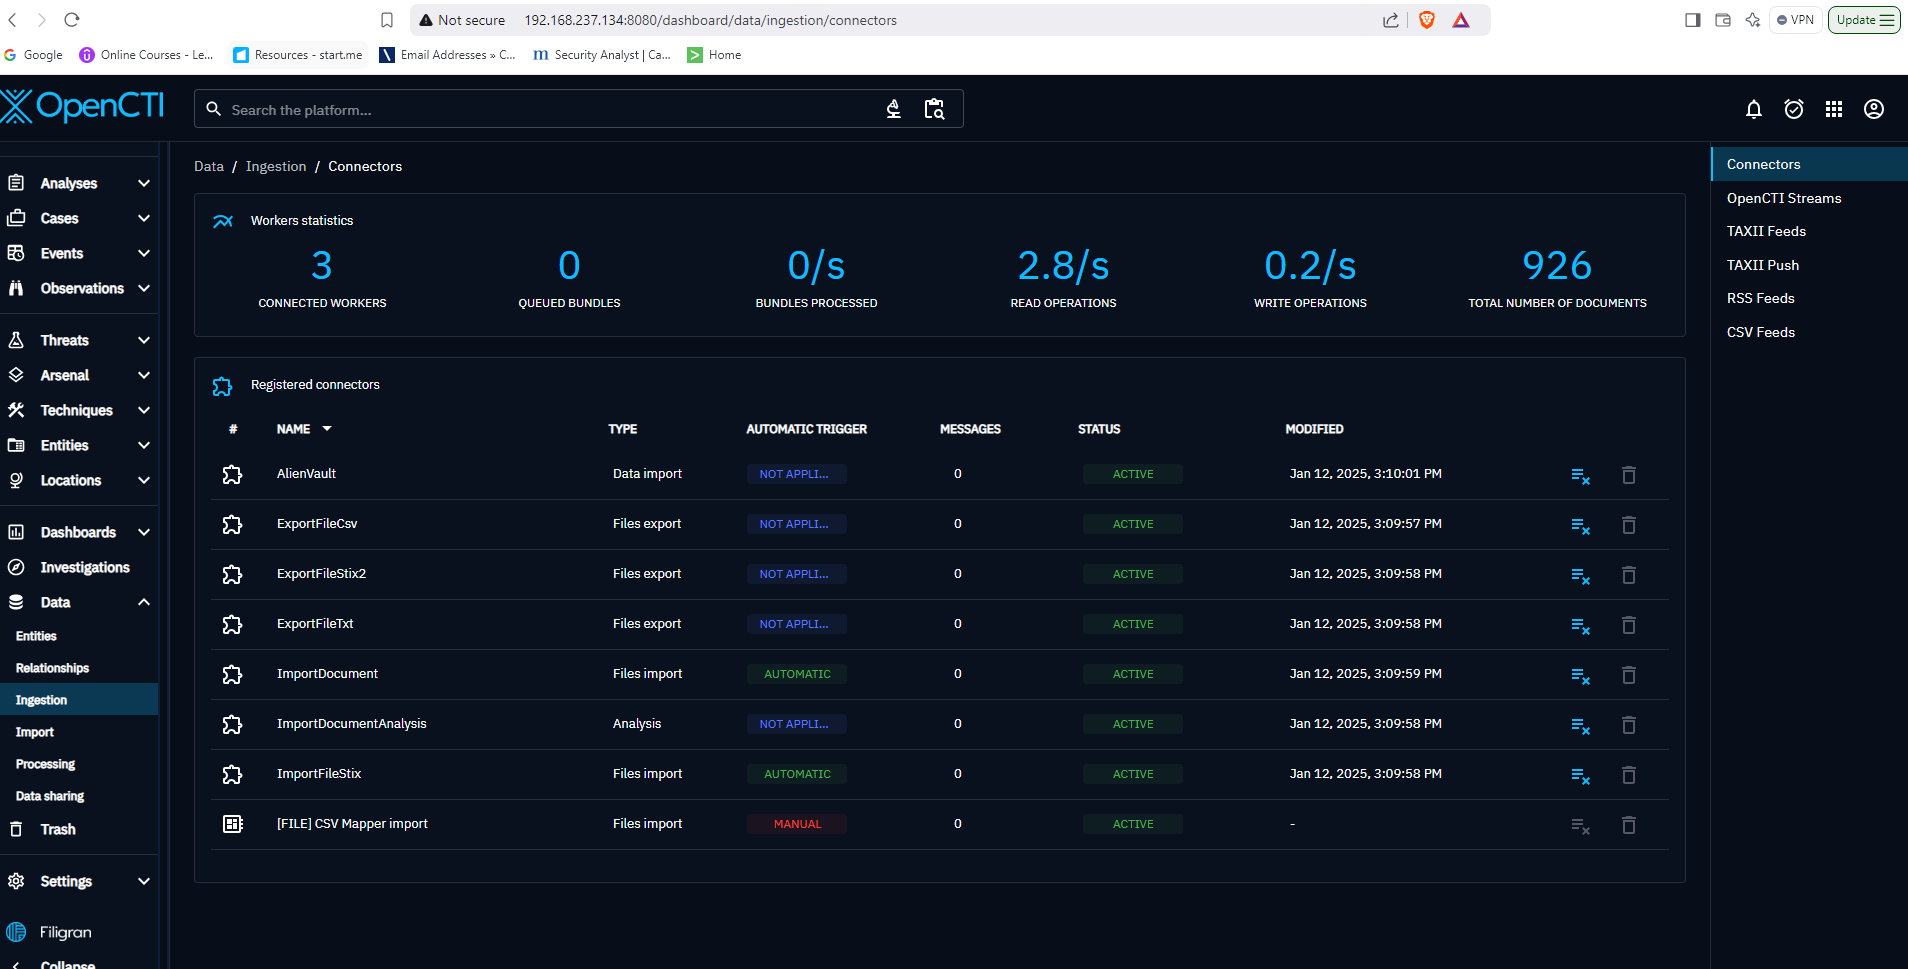 Not secure 192.168.237.134:8080/dashboard/data/ingestion/connectors VPN Update
Google Online Courses - Le... Resources - start.me Email Addresses » C... Security Analyst | Ca... Home
OpenCTI Search the platform...
Data / Ingestion / Connectors
Analyses
Cases
Events
Observations
Threats
Arsenal
Techniques
Entities
Locations
Dashboards
Investigations
Data
Entities
Relationships
Ingestion
Import
Processing
Data sharing
Trash
Settings
Filigran
Collapse
Workers statistics
3 0 0/s 2.8/s 0.2/s 926
CONNECTED WORKERS QUEUED BUNDLES BUNDLES PROCESSED READ OPERATIONS WRITE OPERATIONS TOTAL NUMBER OF DOCUMENTS
Registered connectors
# NAME TYPE AUTOMATIC TRIGGER MESSAGES STATUS MODIFIED
AlienVault Data import NOT APPLI... 0 ACTIVE Jan 12, 2025, 3:10:01 PM
ExportFileCsv Files export NOT APPLI... 0 ACTIVE Jan 12, 2025, 3:09:57 PM
ExportFileStix2 Files export NOT APPLI... 0 ACTIVE Jan 12, 2025, 3:09:58 PM
ExportFileTxt Files export NOT APPLI... 0 ACTIVE Jan 12, 2025, 3:09:58 PM
ImportDocument Files import AUTOMATIC 0 ACTIVE Jan 12, 2025, 3:09:59 PM
ImportDocumentAnalysis Analysis NOT APPLI... 0 ACTIVE Jan 12, 2025, 3:09:58 PM
ImportFileStix Files import AUTOMATIC 0 ACTIVE Jan 12, 2025, 3:09:58 PM
[FILE] CSV Mapper import Files import MANUAL 0 ACTIVE -
Connectors
OpenCTI Streams
TAXII Feeds
TAXII Push
RSS Feeds
CSV Feeds